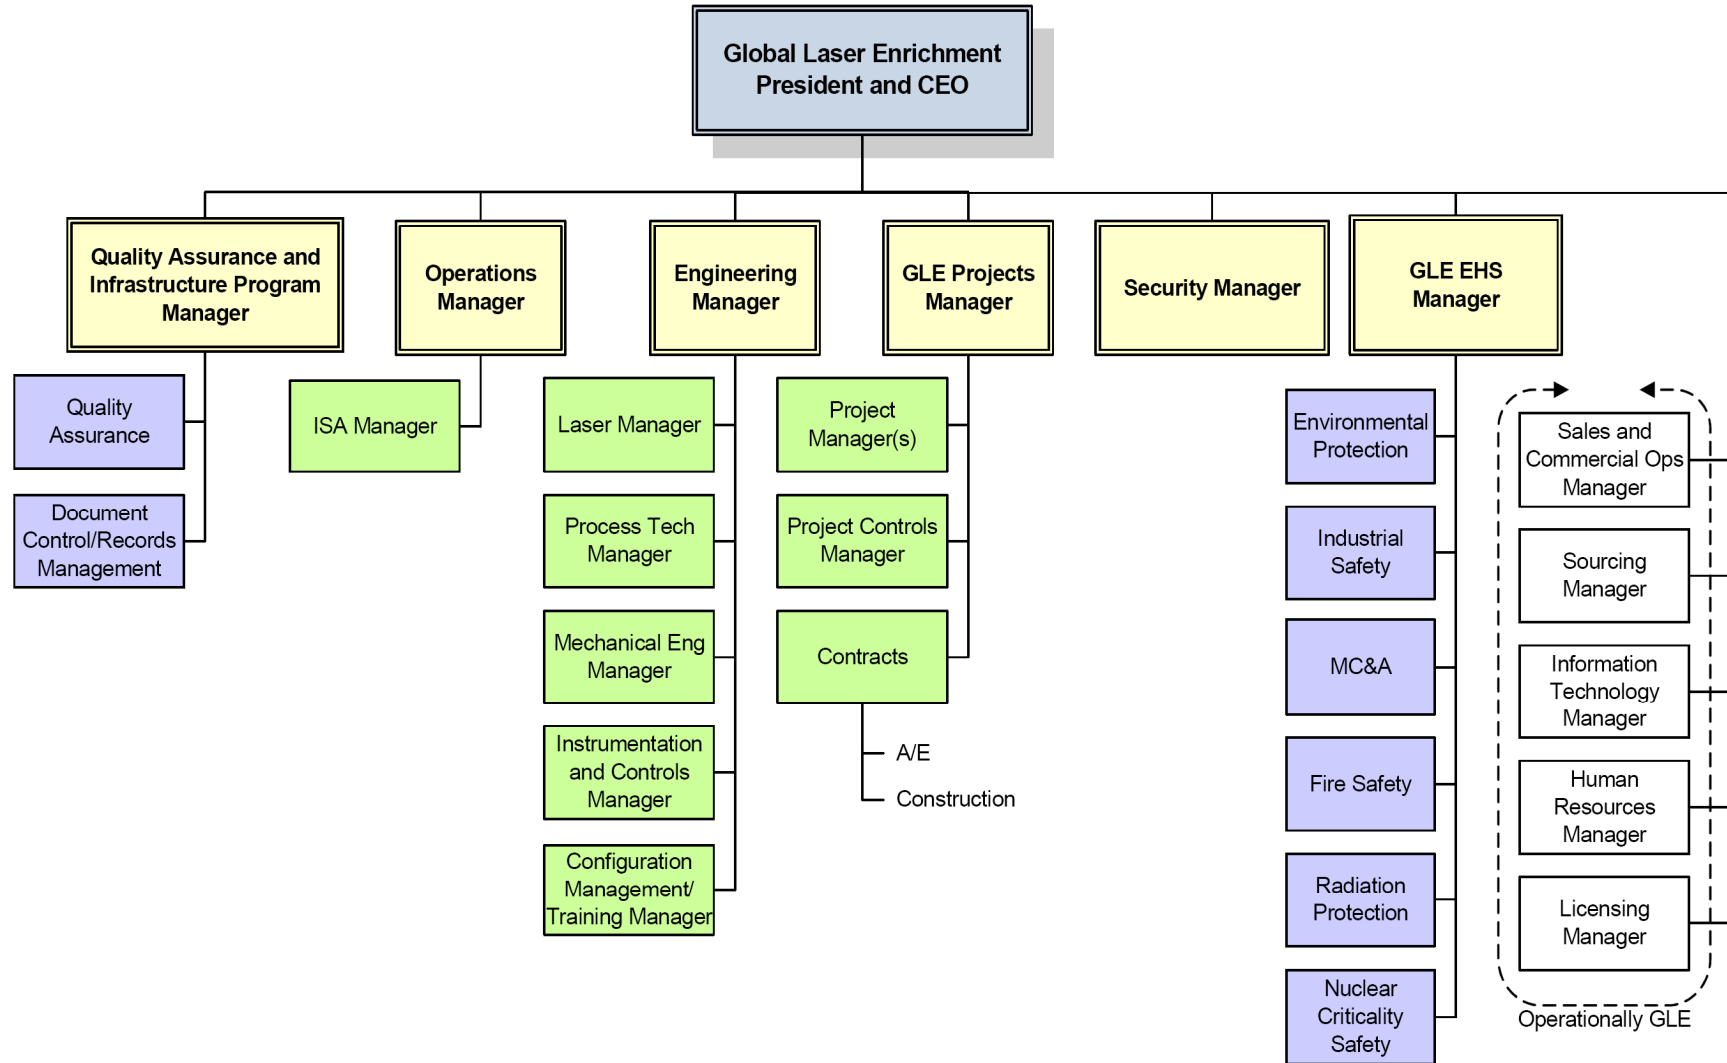 Global Laser Enrichment
President and CEO
Quality Assurance and
Infrastructure Program
Manager
Operations
Manager
Engineering
Manager
GLE Projects
Manager
Security Manager
GLE EHS
Manager
Quality
Assurance
Document
Control/Records
Management
ISA Manager
Laser Manager
Process Tech
Manager
Mechanical Eng
Manager
Instrumentation
and Controls
Manager
Configuration
Management/
Training Manager
Project
Manager(s)
Project Controls
Manager
Contracts
A/E
Construction
Environmental
Protection
Industrial
Safety
MC&A
Fire Safety
Radiation
Protection
Nuclear
Criticality
Safety
Sales and
Commercial Ops
Manager
Sourcing
Manager
Information
Technology
Manager
Human
Resources
Manager
Licensing
Manager
Operationally GLE